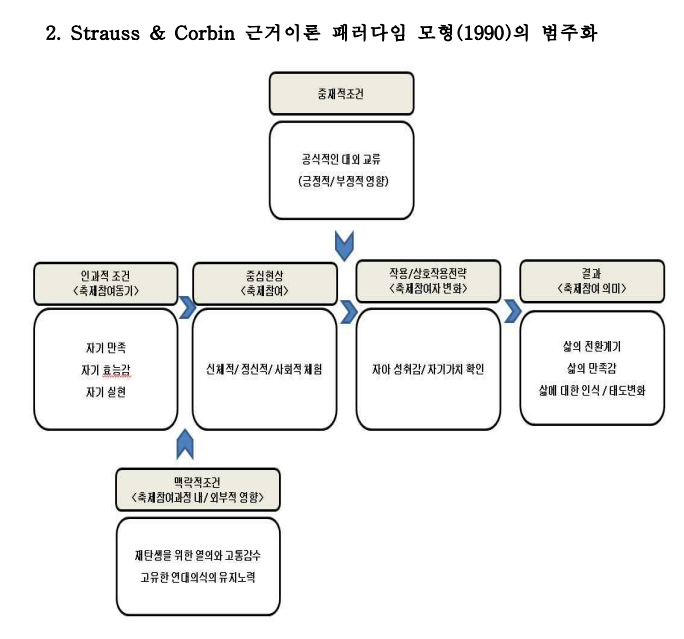 2. Strauss & Corbin 근거이론 패러다임 모형(1990)의 범주화
중재적조건
공식적인 대외 교류
(긍정적/부정적 영향)
인과적 조건
<축제참여동기>
자기 만족
자기 효능감
자기 실현
중심현상
<축제참여>
신체적/정신적/사회적 체험
작용/상호작용전략
<축제참여자 변화>
자아 성취감/자기가치 확인
결과
<축제참여 의미>
삶의 전환계기
삶의 만족감
삶에 대한 인식 / 태도변화
맥락적조건
<축제참여과정 내/외부적 영향>
재탄생을 위한 열의와 고통감수
고유한 연대의식의 유지노력